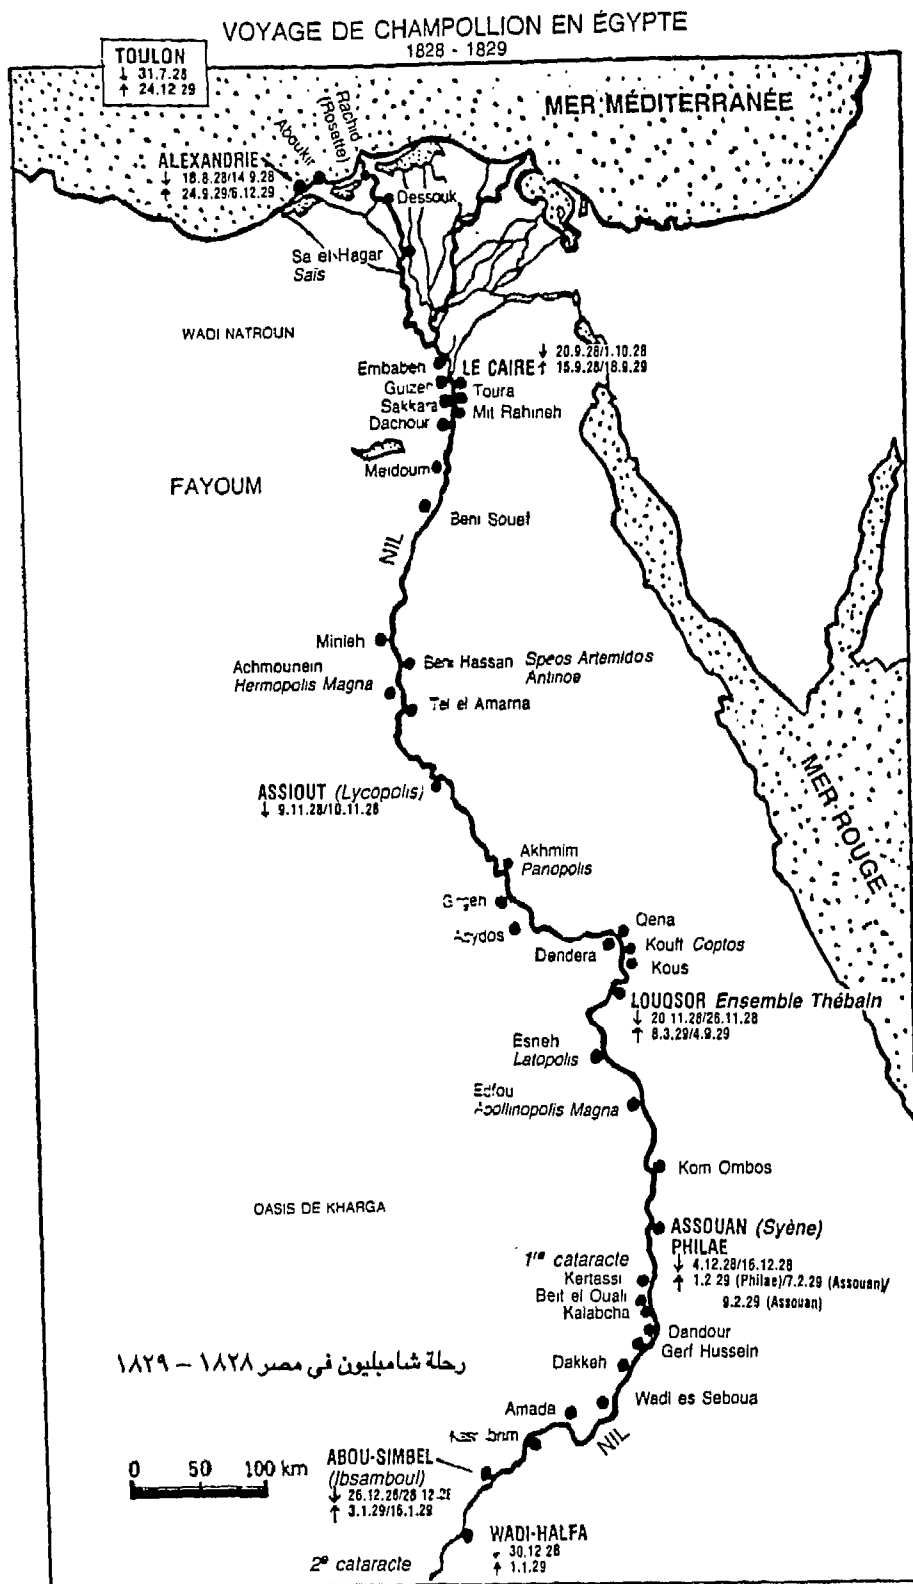 VOYAGE DE CHAMPOLLION EN ÉGYPTE
1828 - 1829
TOULON
↓ 31.7.28
↑ 24.12 29
MER MÉDITERRANÉE
Rachid
(Rosette)
Aboukir
ALEXANDRIE
↓ 18.8.28/14 9.28
↑ 24.9.29/6.12.29
Dessouk
Sa el-Hagar
Saïs
WADI NATROUN
Embabeh
LE CAIRE
↓ 20.9.28/1.10.28
↑ 15.9.28/18.9.29
Guizeh
Toura
Sakkara
Mit Rahineh
Dachour
Meidoum
FAYOUM
Beni Souef
NIL
Minieh
Achmounein
Hermopolis Magna
Beni Hassan Speos Artemidos
Antinoe
Tel el Amarna
MER ROUGE
ASSIOUT (Lycopolis)
↓ 9.11.28/10.11.28
Akhmim
Panopolis
Abydos
Qena
Dendera
Kouft Coptos
Kous
LOUQSOR Ensemble Thébain
↓ 20 11.28/26.11.28
↑ 8.3.29/4.9.29
Esneh
Latopolis
Edfou
Apollinopolis Magna
Kom Ombos
OASIS DE KHARGA
ASSOUAN (Syène)
PHILAE
↓ 4.12.28/16.12.28
↑ 1.2 29 (Philae)/7.2.29 (Assouan)/
9.2.29 (Assouan)
1re cataracte
Kertassi
Beit el Ouali
Kalabcha
Dandour
Gerf Hussein
Dakkeh
رحلة شامبليون في مصر ١٨٢٨ – ١٨٢٩
Wadi es Seboua
Amada
NIL
0 50 100 km
ABOU-SIMBEL
(Ibsamboul)
↓ 26.12.28/28 12.28
↑ 3.1.29/16.1.29
WADI-HALFA
30.12 28
↑ 1.1.29
2e cataracte